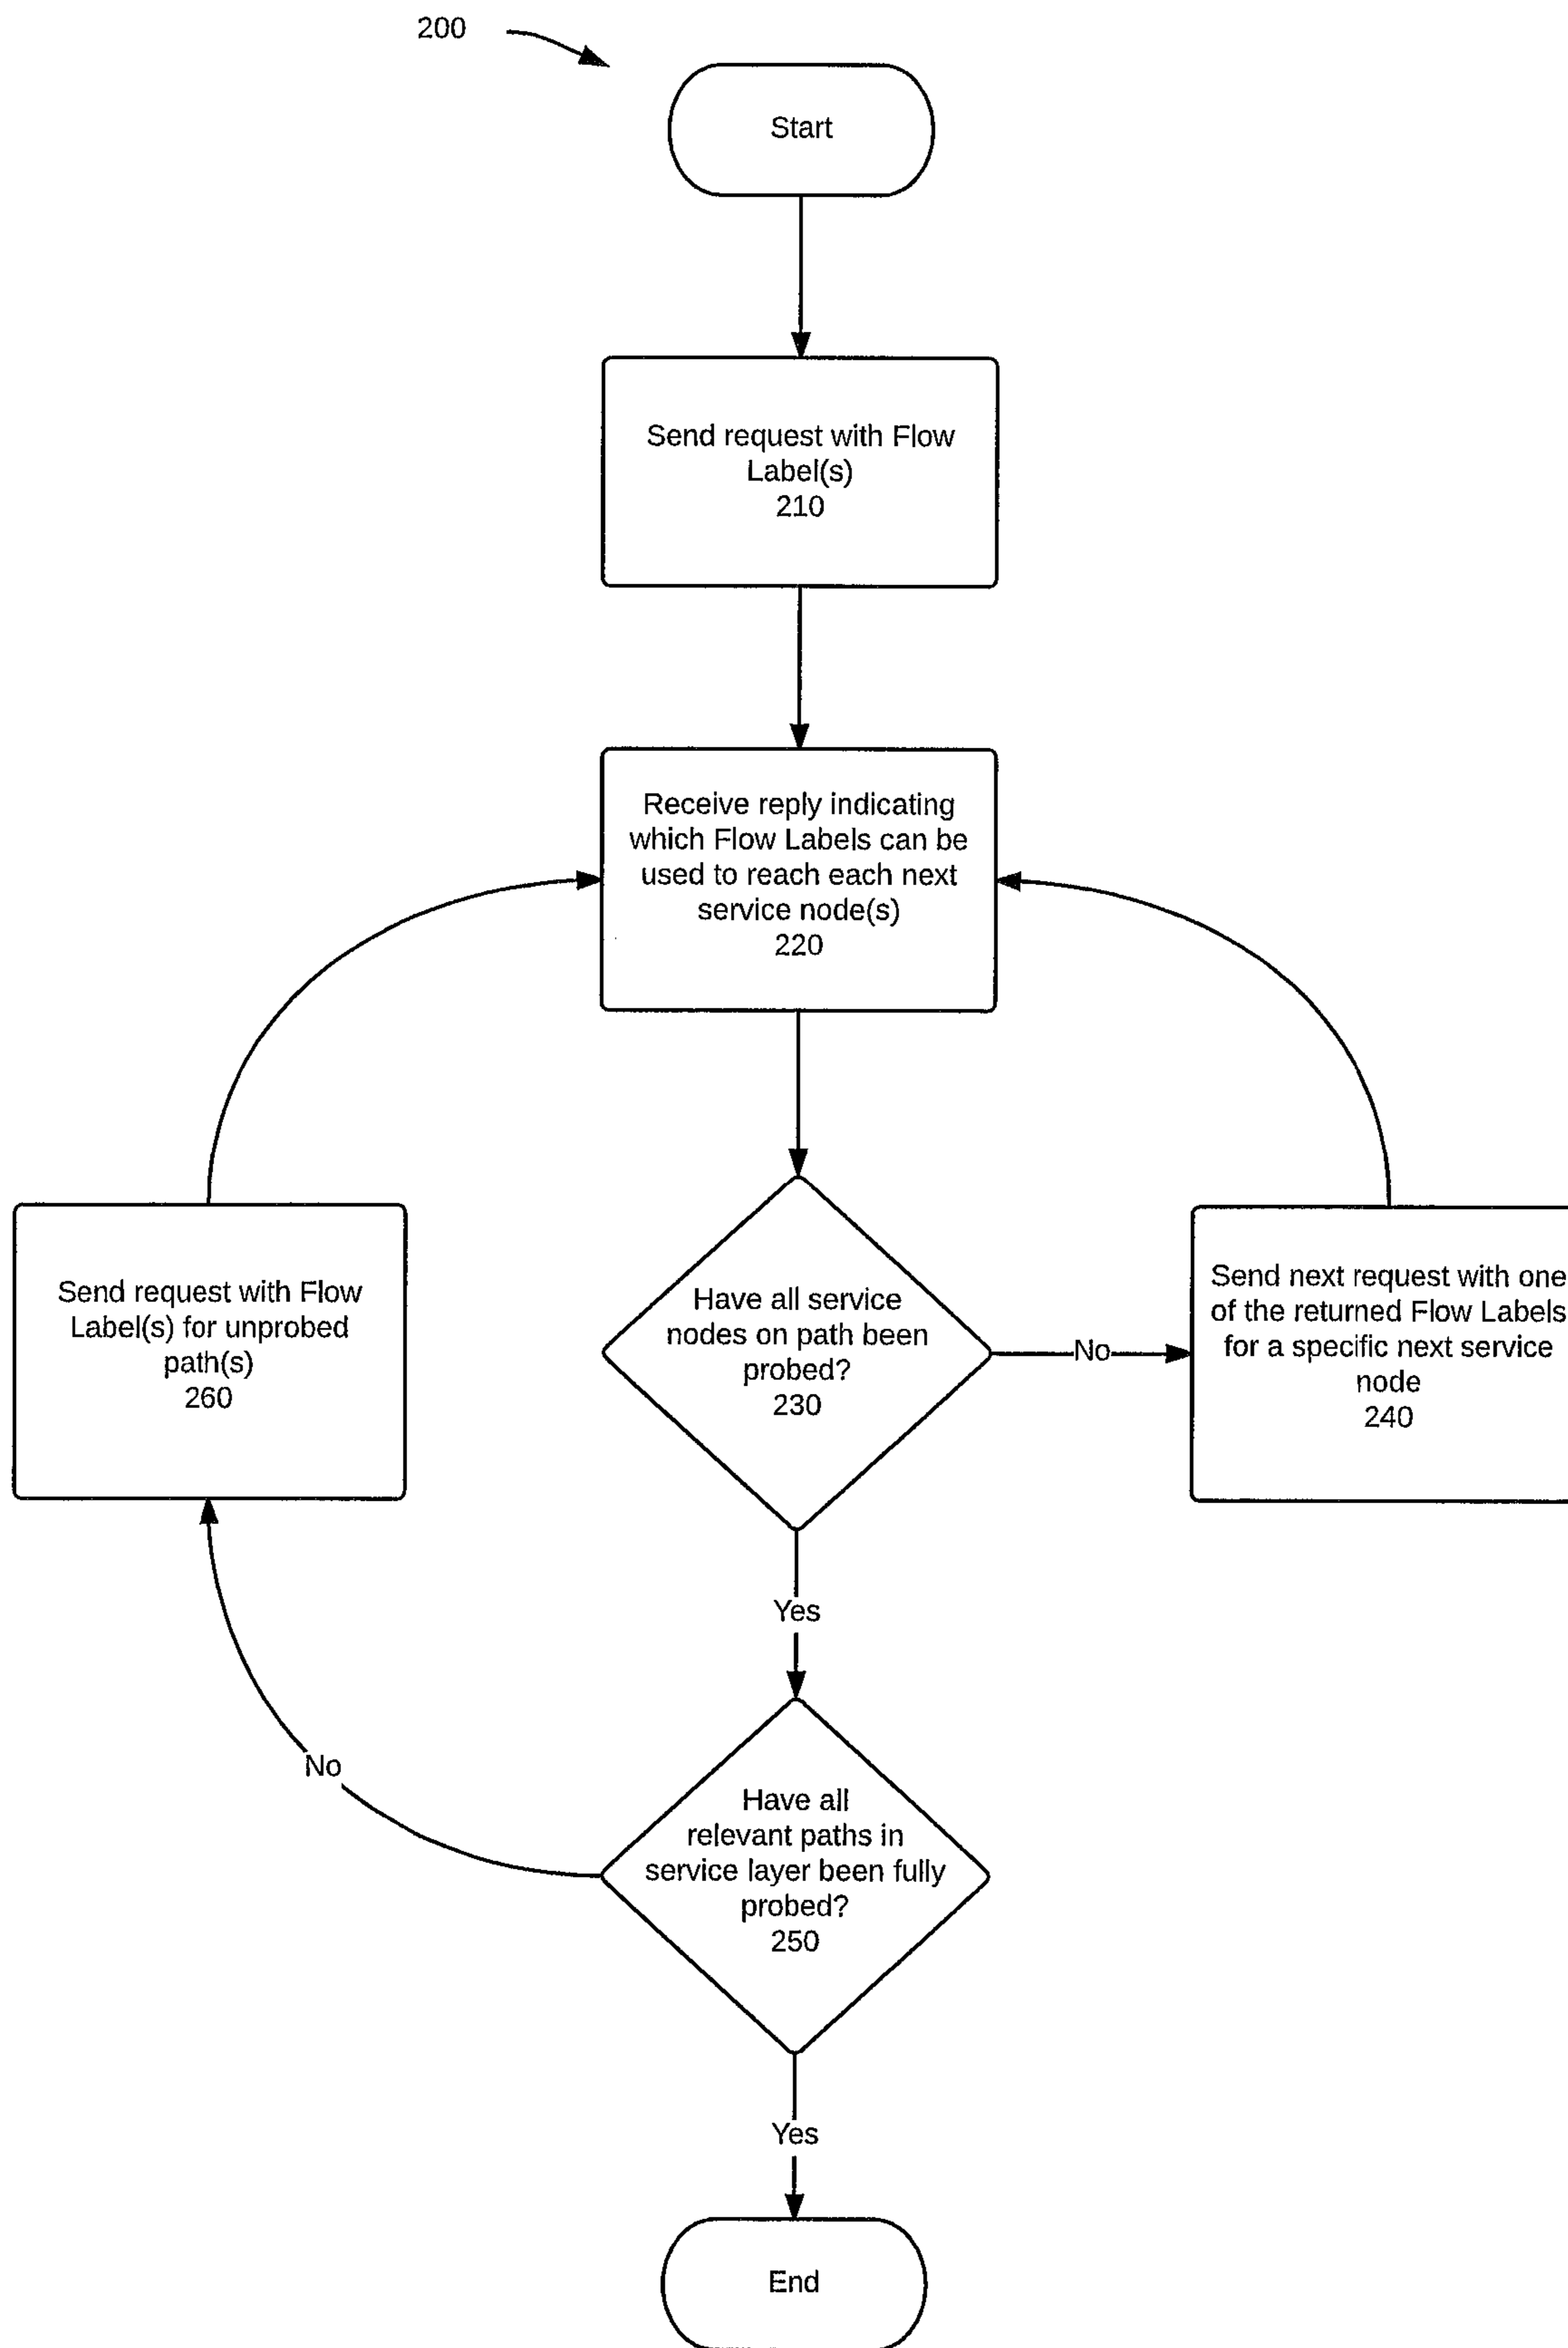 200
Start
Send request with Flow
Label(s)
210
Receive reply indicating
which Flow Labels can be
used to reach each next
service node(s)
220
Send request with Flow
Label(s) for unprobed
path(s)
260
Have all service
nodes on path been
probed?
230
No
Send next request with one
of the returned Flow Labels
for a specific next service
node
240
Yes
No
Have all
relevant paths in
service layer been fully
probed?
250
Yes
End